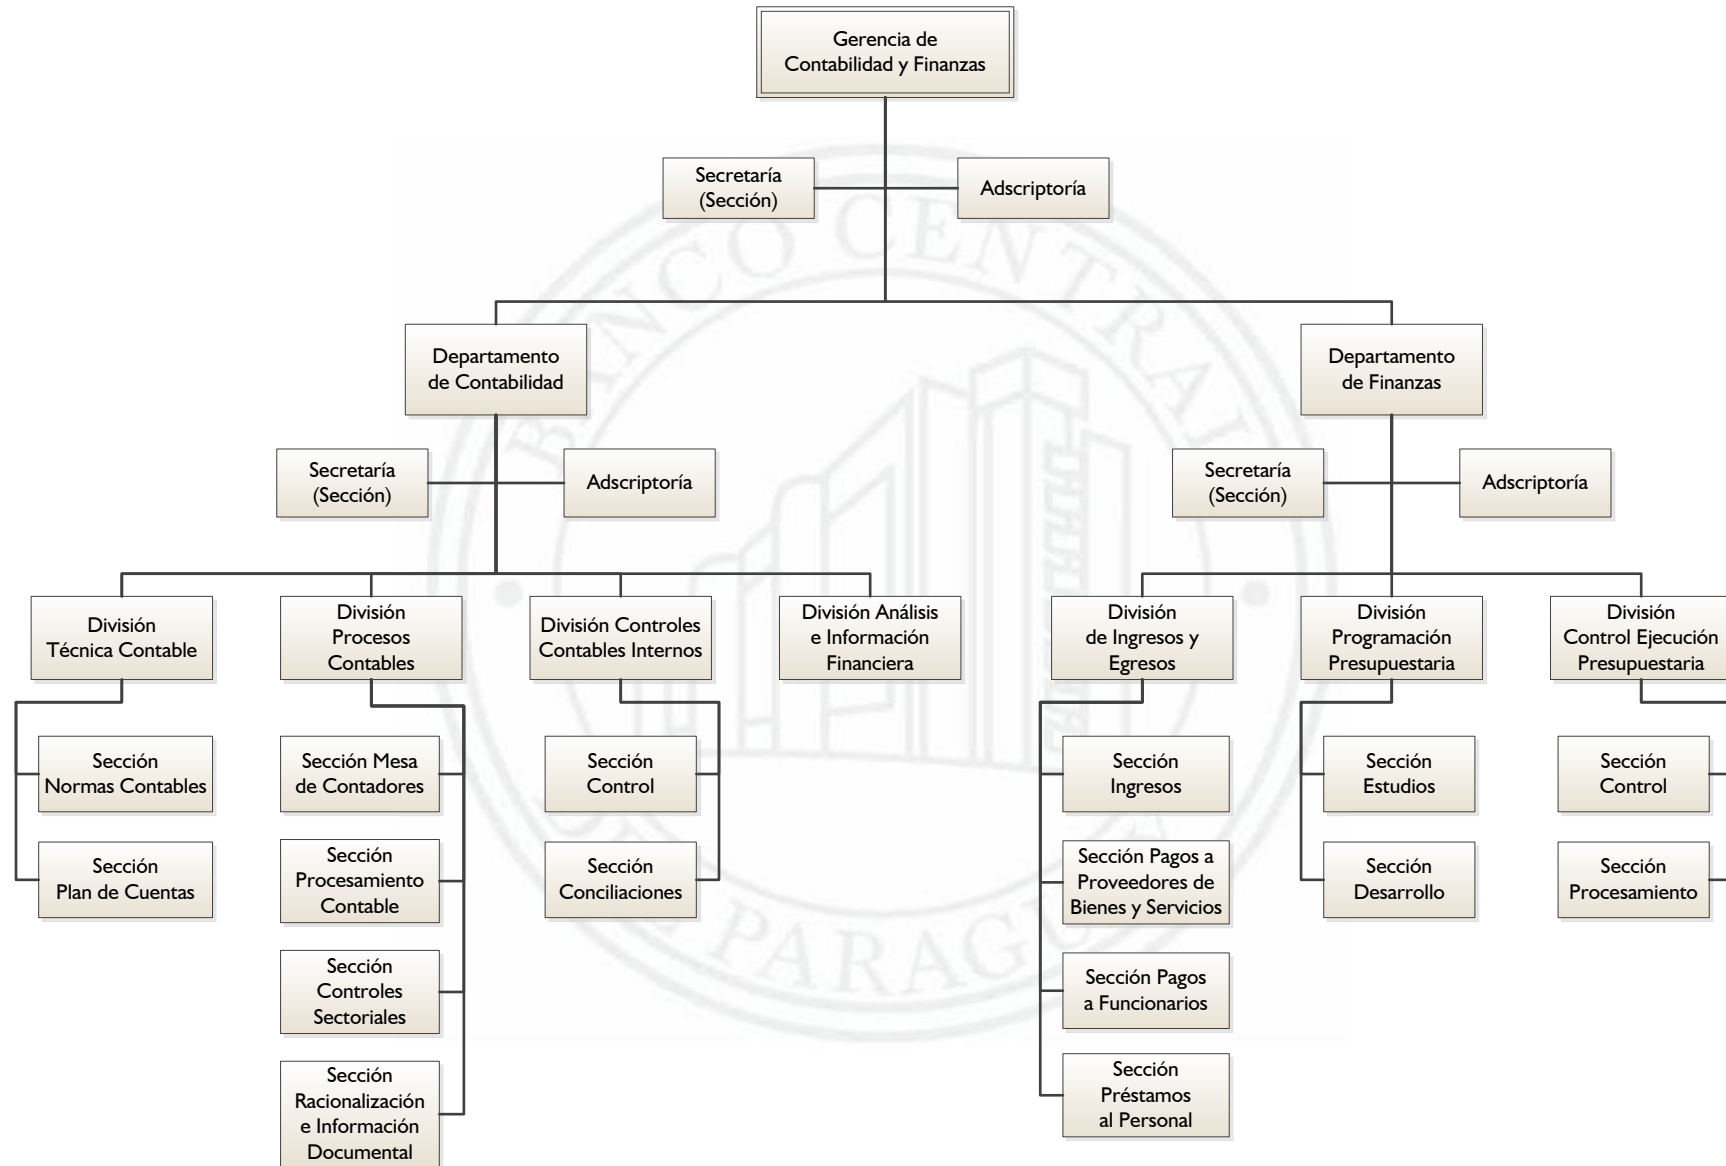 Gerencia de
Contabilidad y Finanzas
Secretaría
(Sección)
Adscriptoría
BANCO CENTRAL
DEL PARAGUAY
Departamento
de Contabilidad
Departamento
de Finanzas
Secretaría
(Sección)
Adscriptoría
Secretaría
(Sección)
Adscriptoría
División
Técnica Contable
División
Procesos
Contables
División Controles
Contables Internos
División Análisis
e Información
Financiera
División
de Ingresos y
Egresos
División
Programación
Presupuestaria
División
Control Ejecución
Presupuestaria
Sección
Normas Contables
Sección Mesa
de Contadores
Sección
Control
Sección
Ingresos
Sección
Estudios
Sección
Control
Sección
Plan de Cuentas
Sección
Procesamiento
Contable
Sección
Conciliaciones
Sección Pagos a
Proveedores de
Bienes y Servicios
Sección
Desarrollo
Sección
Procesamiento
Sección
Controles
Sectoriales
Sección Pagos
a Funcionarios
Sección
Racionalización
e Información
Documental
Sección
Préstamos
al Personal